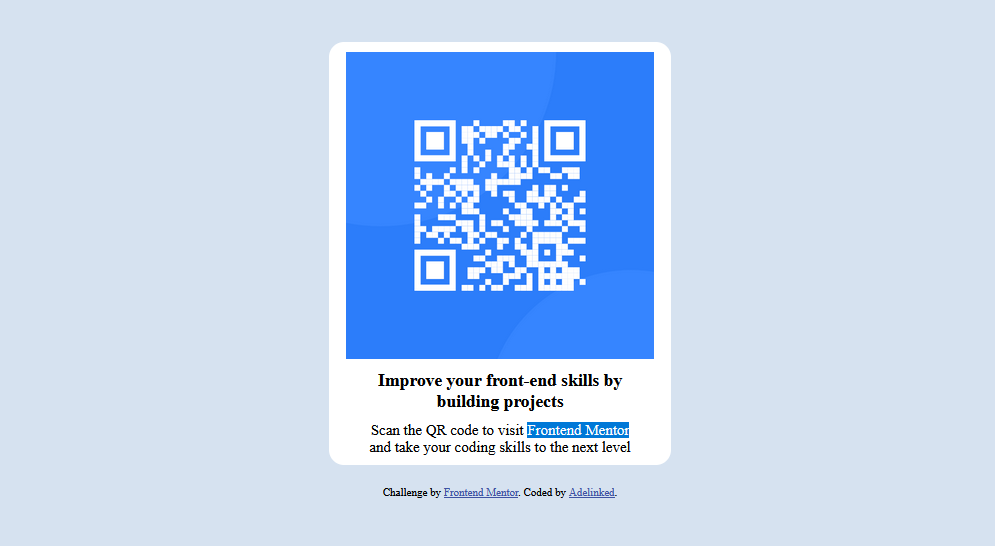 Improve your front-end skills by
building projects
Scan the QR code to visit Frontend Mentor
and take your coding skills to the next level
Challenge by Frontend Mentor. Coded by Adelinked.